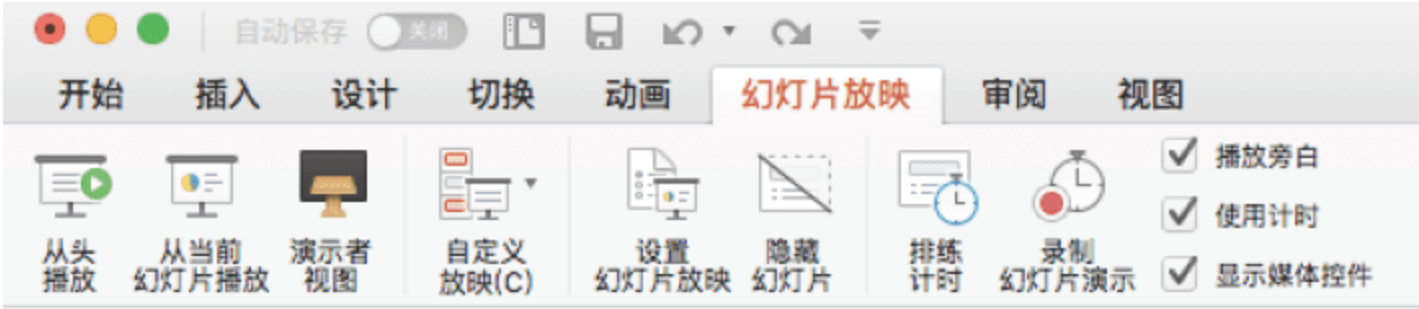 自动保存 关闭
开始 插入 设计 切换 动画 幻灯片放映 审阅 视图
从头
播放
从当前
幻灯片播放
演示者
视图
自定义
放映(C)
设置
幻灯片放映
隐藏
幻灯片
排练
计时
录制
幻灯片演示
播放旁白
使用计时
显示媒体控件